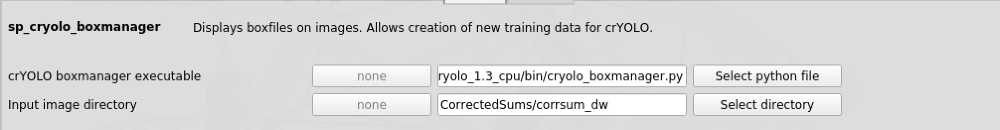 sp_cryolo_boxmanager Displays boxfiles on images. Allows creation of new training data for crYOLO.
crYOLO boxmanager executable none ryolo_1.3_cpu/bin/cryolo_boxmanager.py Select python file
Input image directory none CorrectedSums/corrsum_dw Select directory